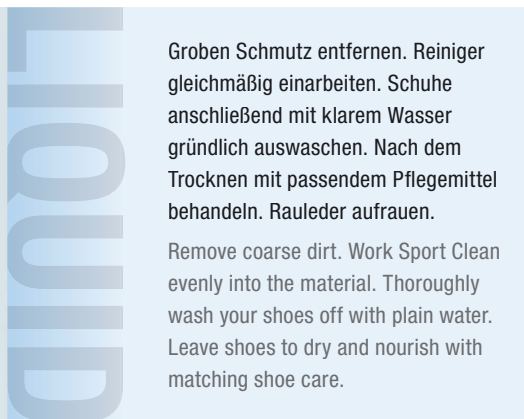 LIQUID
Groben Schmutz entfernen. Reiniger
gleichmäßig einarbeiten. Schuhe
anschließend mit klarem Wasser
gründlich auswaschen. Nach dem
Trocknen mit passendem Pflegemittel
behandeln. Rauleder aufrauen.
Remove coarse dirt. Work Sport Clean
evenly into the material. Thoroughly
wash your shoes off with plain water.
Leave shoes to dry and nourish with
matching shoe care.